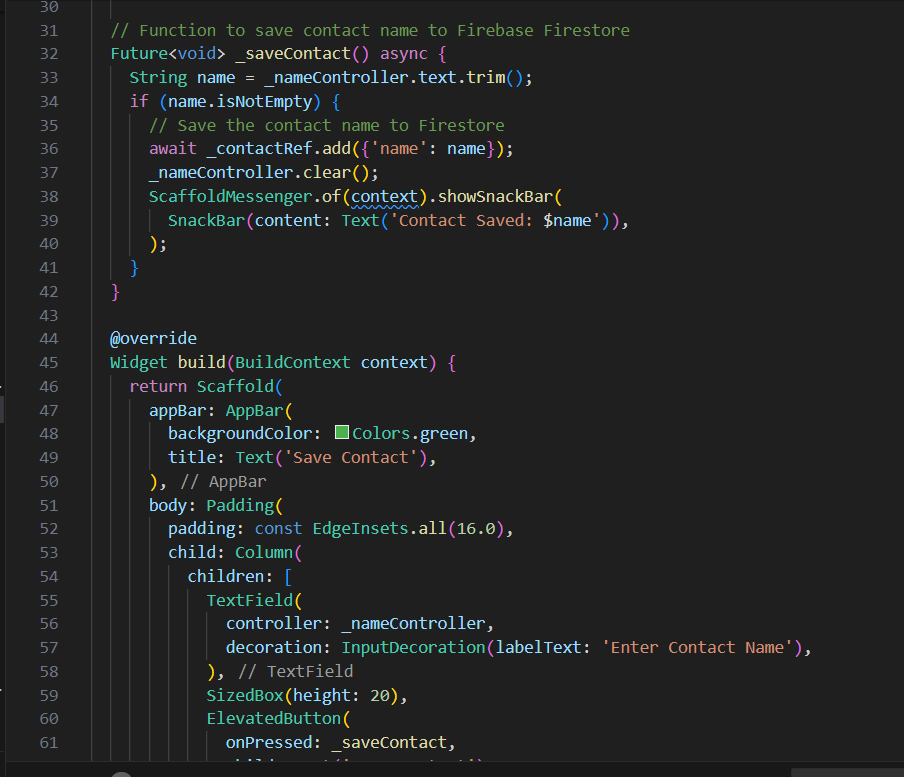 30
31 // Function to save contact name to Firebase Firestore
32 Future<void> _saveContact() async {
33 String name = _nameController.text.trim();
34 if (name.isNotEmpty) {
35 // Save the contact name to Firestore
36 await _contactRef.add({'name': name});
37 _nameController.clear();
38 ScaffoldMessenger.of(context).showSnackBar(
39 SnackBar(content: Text('Contact Saved: $name')),
40 );
41 }
42 }
43
44 @override
45 Widget build(BuildContext context) {
46 return Scaffold(
47 appBar: AppBar(
48 backgroundColor: Colors.green,
49 title: Text('Save Contact'),
50 ), // AppBar
51 body: Padding(
52 padding: const EdgeInsets.all(16.0),
53 child: Column(
54 children: [
55 TextField(
56 controller: _nameController,
57 decoration: InputDecoration(labelText: 'Enter Contact Name'),
58 ), // TextField
59 SizedBox(height: 20),
60 ElevatedButton(
61 onPressed: _saveContact,